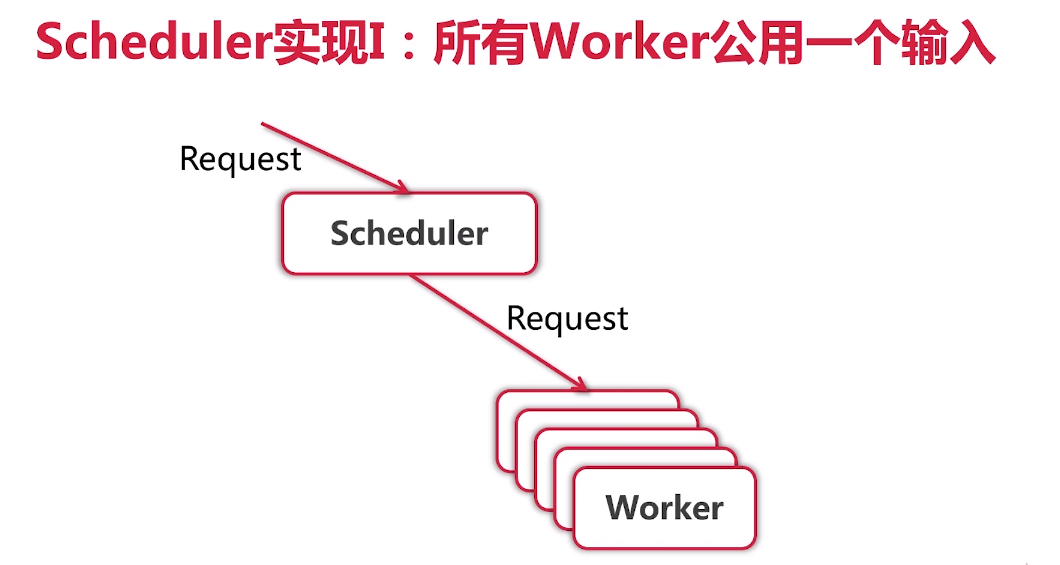 Scheduler实现I：所有Worker公用一个输入
Request
Scheduler
Request
Worker